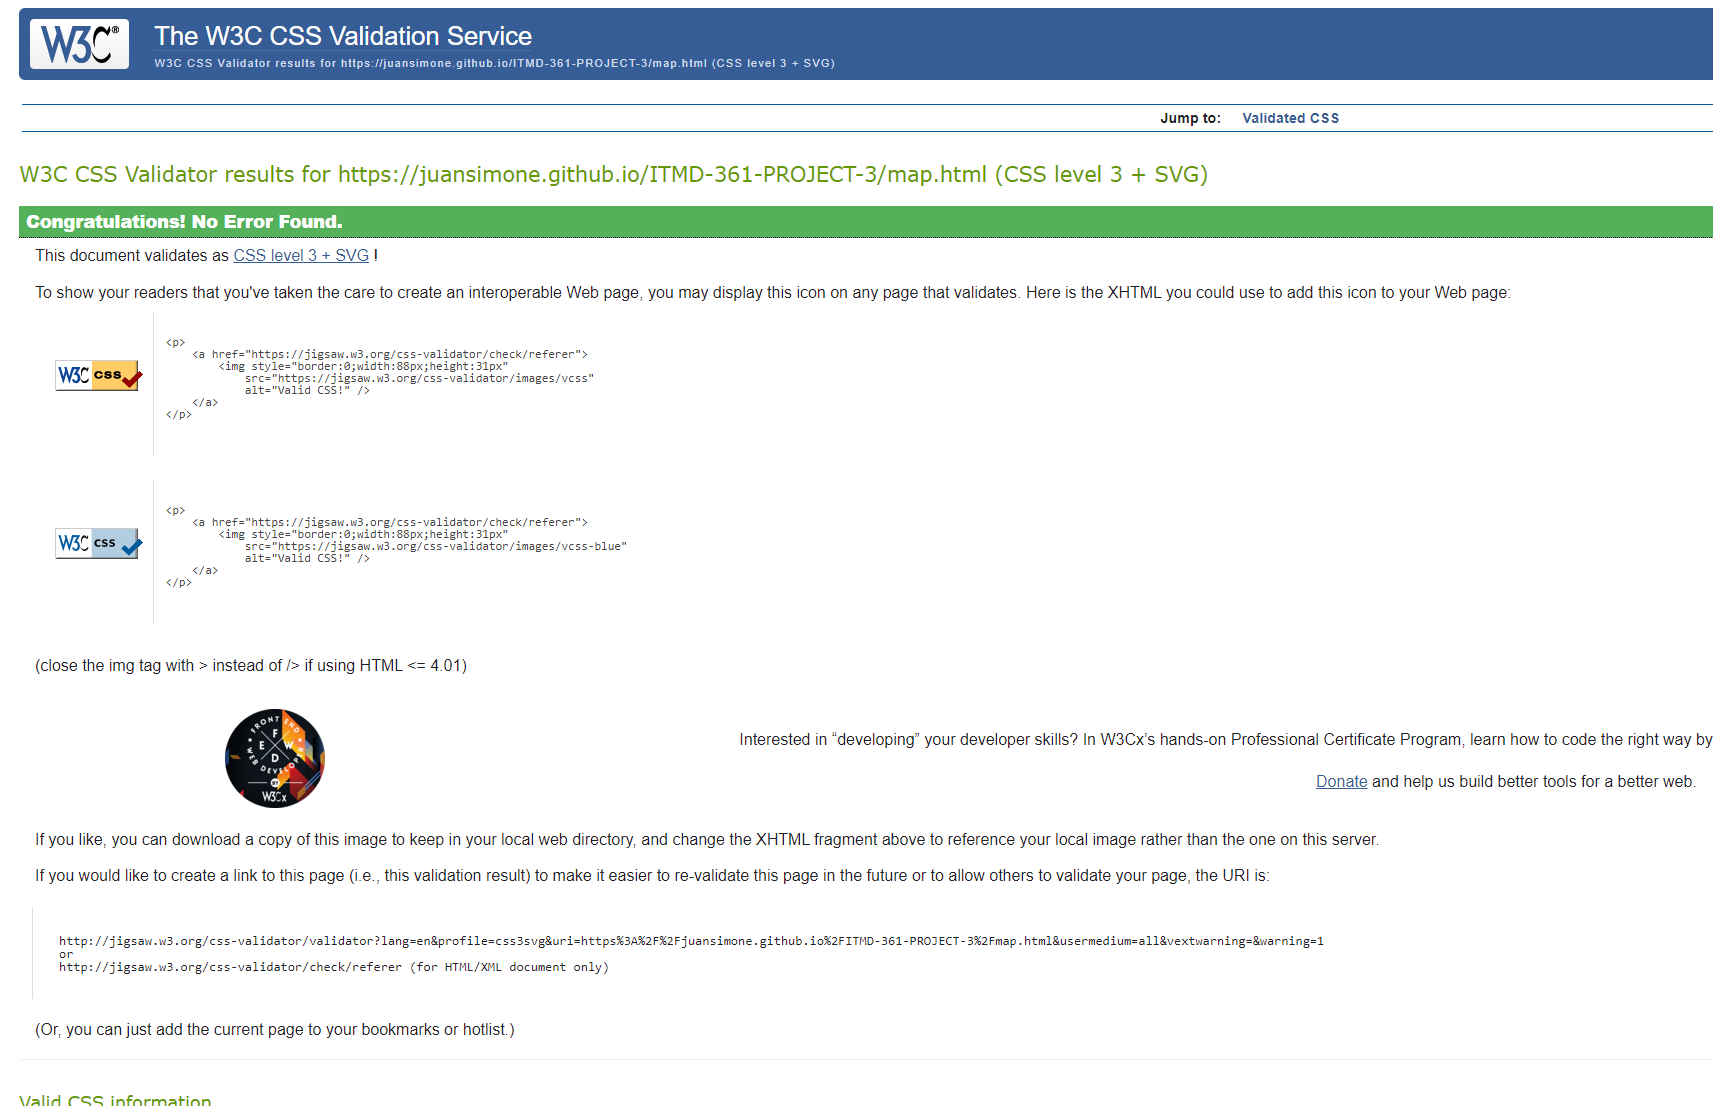 W3C®
The W3C CSS Validation Service
W3C CSS Validator results for https://juansimone.github.io/ITMD-361-PROJECT-3/map.html (CSS level 3 + SVG)
Jump to: Validated CSS
W3C CSS Validator results for https://juansimone.github.io/ITMD-361-PROJECT-3/map.html (CSS level 3 + SVG)
Congratulations! No Error Found.
This document validates as CSS level 3 + SVG !
To show your readers that you've taken the care to create an interoperable Web page, you may display this icon on any page that validates. Here is the XHTML you could use to add this icon to your Web page:
W3C css
<p>
<a href="https://jigsaw.w3.org/css-validator/check/referer">
<img style="border:0;width:88px;height:31px"
src="https://jigsaw.w3.org/css-validator/images/vcss"
alt="Valid CSS!" />
</a>
</p>
W3C css
<p>
<a href="https://jigsaw.w3.org/css-validator/check/referer">
<img style="border:0;width:88px;height:31px"
src="https://jigsaw.w3.org/css-validator/images/vcss-blue"
alt="Valid CSS!" />
</a>
</p>
(close the img tag with > instead of /> if using HTML <= 4.01)
FRONT END
F E W D
WEB DEVELOPER
BY
W3Cx
Interested in “developing” your developer skills? In W3Cx’s hands-on Professional Certificate Program, learn how to code the right way by
Donate and help us build better tools for a better web.
If you like, you can download a copy of this image to keep in your local web directory, and change the XHTML fragment above to reference your local image rather than the one on this server.
If you would like to create a link to this page (i.e., this validation result) to make it easier to re-validate this page in the future or to allow others to validate your page, the URI is:
http://jigsaw.w3.org/css-validator/validator?lang=en&profile=css3svg&uri=https%3A%2F%2Fjuansimone.github.io%2FITMD-361-PROJECT-3%2Fmap.html&usermedium=all&vextwarning=&warning=1
or
http://jigsaw.w3.org/css-validator/check/referer (for HTML/XML document only)
(Or, you can just add the current page to your bookmarks or hotlist.)
Valid CSS information